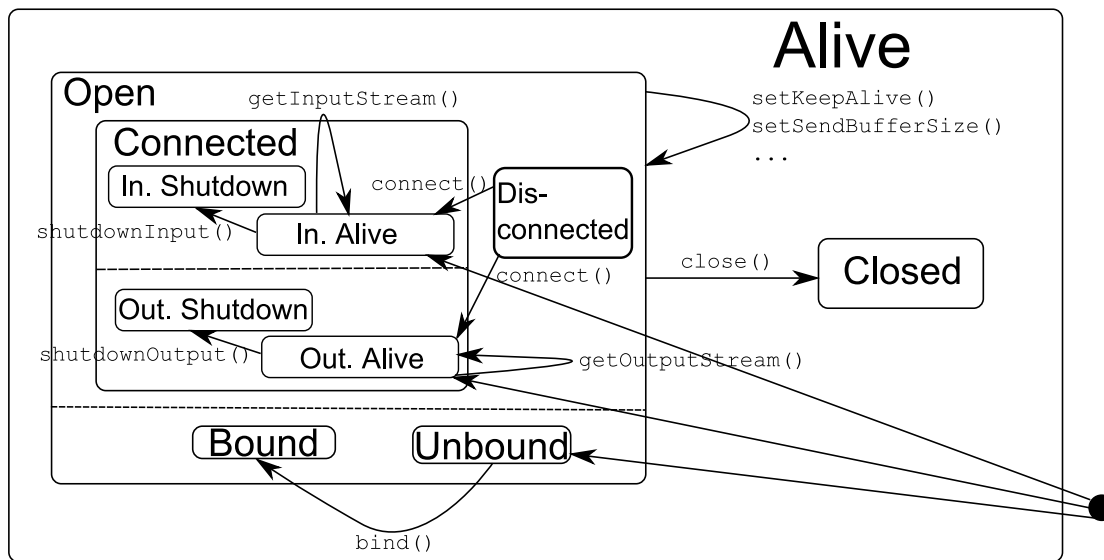 Alive
Open
getInputStream()
setKeepAlive()
setSendBufferSize()
...
Connected
In. Shutdown
connect()
Dis-
connected
shutdownInput()
In. Alive
connect()
close()
Closed
Out. Shutdown
shutdownOutput()
Out. Alive
getOutputStream()
Bound
Unbound
bind()